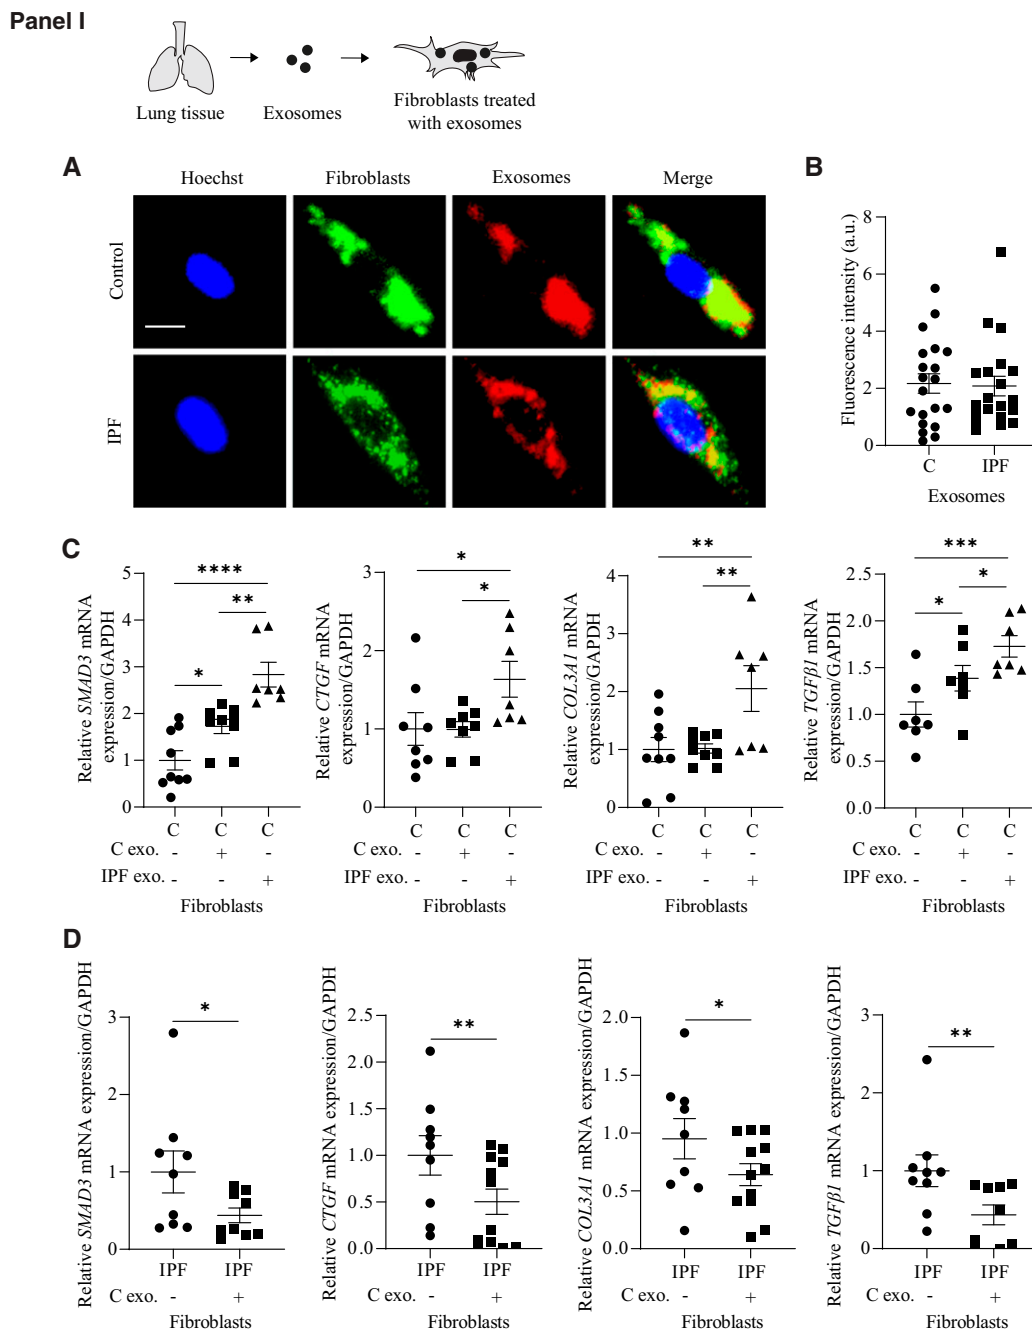 Panel I
Lung tissue
Exosomes
Fibroblasts treated
with exosomes
A
Hoechst
Fibroblasts
Exosomes
Merge
Control
IPF
B
Fluorescence intensity (a.u.)
8
6
4
2
0
C
IPF
Exosomes
C
Relative SMAD3 mRNA
expression/GAPDH
5
4
3
2
1
0
****
**
*
C C C
C exo. - + -
IPF exo. - - +
Fibroblasts
Relative CTGF mRNA
expression/GAPDH
3
2
1
0
*
*
C C C
- + -
- - +
Fibroblasts
Relative COL3A1 mRNA
expression/GAPDH
4
3
2
1
0
**
**
C C C
C exo. - + -
IPF exo. - - +
Fibroblasts
Relative TGFβ1 mRNA
expression/GAPDH
2.5
2.0
1.5
1.0
0.5
0.0
***
*
*
C C C
- + -
- - +
Fibroblasts
D
Relative SMAD3 mRNA expression/GAPDH
3
2
1
0
*
IPF IPF
C exo. - +
Fibroblasts
Relative CTGF mRNA expression/GAPDH
2.5
2.0
1.5
1.0
0.5
0.0
**
IPF IPF
C exo. - +
Fibroblasts
Relative COL3A1 mRNA expression/GAPDH
2.0
1.5
1.0
0.5
0.0
*
IPF IPF
C exo. - +
Fibroblasts
Relative TGFβ1 mRNA expression/GAPDH
3
2
1
0
**
IPF IPF
C exo. - +
Fibroblasts